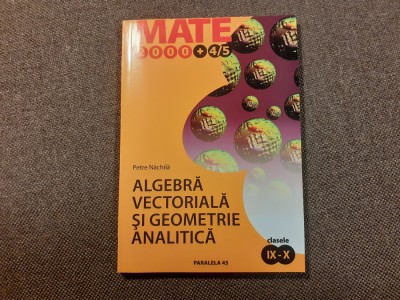 MATE
2000+4/5
Petre Năchilă
ALGEBRĂ
VECTORIALĂ
ŞI GEOMETRIE
ANALITICĂ
clasele
IX-X
PARALELA 45